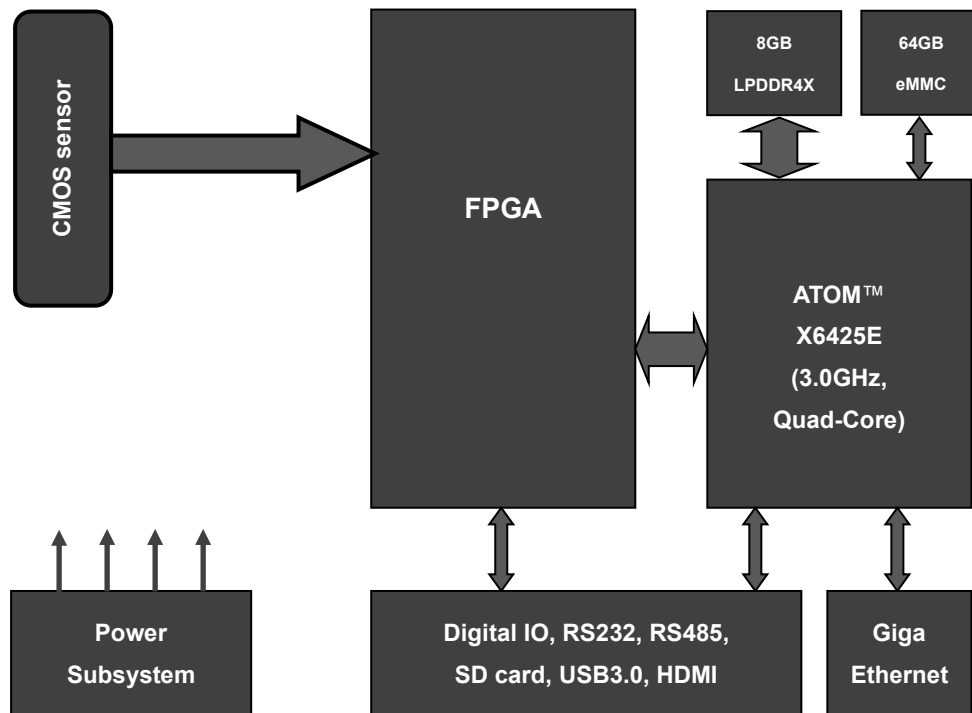 CMOS sensor
FPGA
8GB
LPDDR4X
64GB
eMMC
ATOM™
X6425E
(3.0GHz,
Quad-Core)
Power
Subsystem
Digital IO, RS232, RS485,
SD card, USB3.0, HDMI
Giga
Ethernet